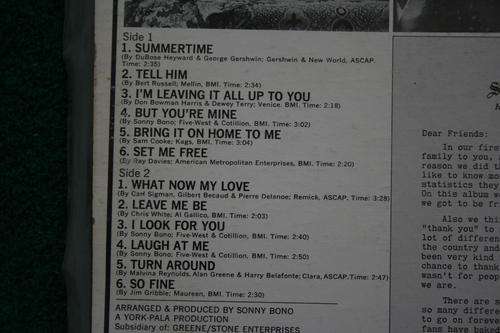 Side 1
1. SUMMERTIME
(By DuBose Heyward & George Gershwin; Gershwin & New World, ASCAP.
Time: 2:35)
2. TELL HIM
(By Bert Russell; Mellin, BMI. Time: 2:34)
3. I'M LEAVING IT ALL UP TO YOU
(By Don Bowman Harris & Dewey Terry; Venice, BMI. Time: 2:18)
4. BUT YOU'RE MINE
(By Sonny Bono; Five-West & Cotillion, BMI. Time: 3:02)
5. BRING IT ON HOME TO ME
(By Sam Cooke; Kags, BMI. Time: 3:04)
6. SET ME FREE
(By Ray Davies; American Metropolitan Enterprises, BMI. Time: 2:20)
Side 2
1. WHAT NOW MY LOVE
(By Carl Sigman, Gilbert Becaud & Pierre Delanoe; Remick, ASCAP. Time: 3:28)
2. LEAVE ME BE
(By Chris White; Al Gallico, BMI. Time: 2:03)
3. I LOOK FOR YOU
(By Sonny Bono; Five-West & Cotillion, BMI. Time: 2:40)
4. LAUGH AT ME
(By Sonny Bono; Five-West & Cotillion, BMI. Time: 2:50)
5. TURN AROUND
(By Malvina Reynolds, Alan Greene & Harry Belafonte; Clara, ASCAP. Time: 2:47)
6. SO FINE
(By Jim Gribble; Maureen, BMI. Time: 2:30)
ARRANGED & PRODUCED BY SONNY BONO
A YORK-PALA PRODUCTION
Subsidiary of: GREENE/STONE ENTERPRISES
Dear Friends:
In our first
family to you,
reason we did t
like to know mo
statistics the
On this album w
we got to be fr
Also we thi
"thank you" to
lot of differen
the country and
been very kind
chance to thank
wasn't for peop
we are.
There are s
so many differe
to go on foreve
fans have bee